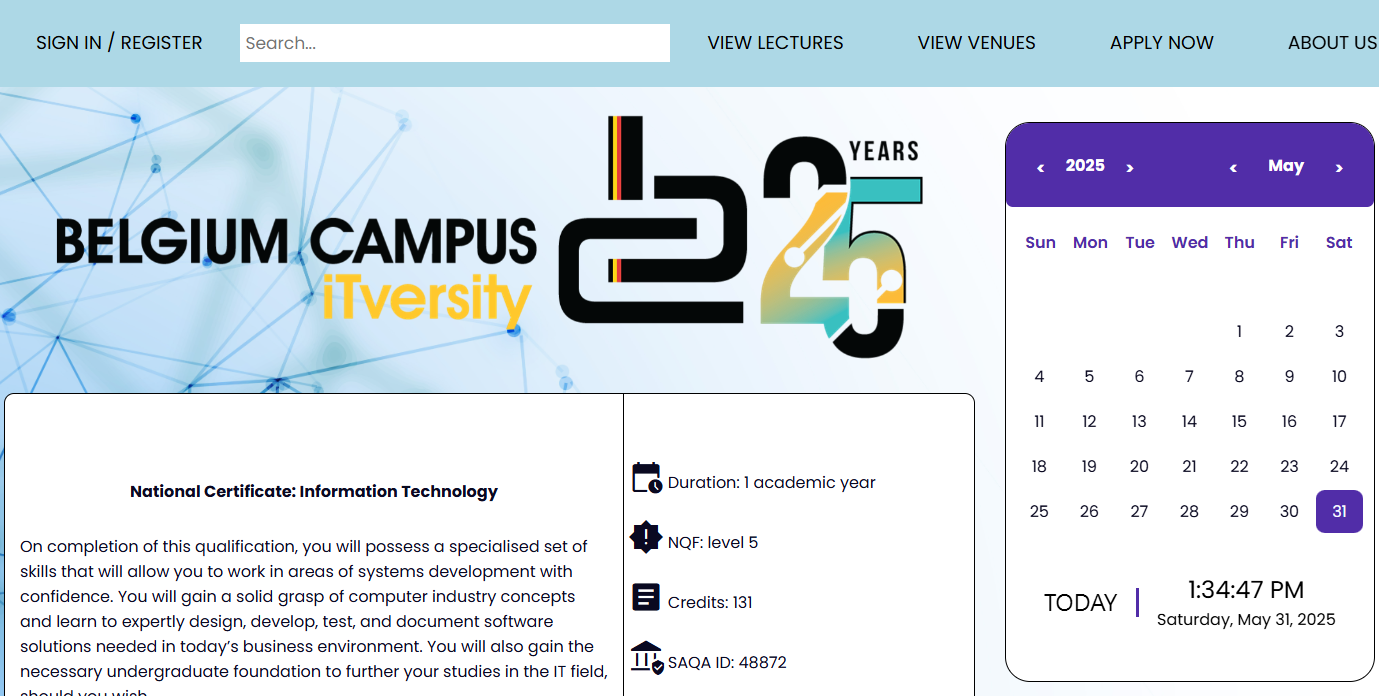 SIGN IN / REGISTER
Search...
VIEW LECTURES
VIEW VENUES
APPLY NOW
ABOUT US
BELGIUM CAMPUS
iTversity
25 YEARS
National Certificate: Information Technology
On completion of this qualification, you will possess a specialised set of
skills that will allow you to work in areas of systems development with
confidence. You will gain a solid grasp of computer industry concepts
and learn to expertly design, develop, test, and document software
solutions needed in today’s business environment. You will also gain the
necessary undergraduate foundation to further your studies in the IT field,
should you wish
Duration: 1 academic year
NQF: level 5
Credits: 131
SAQA ID: 48872
‹ 2025 › ‹ May ›
Sun Mon Tue Wed Thu Fri Sat
1 2 3
4 5 6 7 8 9 10
11 12 13 14 15 16 17
18 19 20 21 22 23 24
25 26 27 28 29 30 31
TODAY
1:34:47 PM
Saturday, May 31, 2025